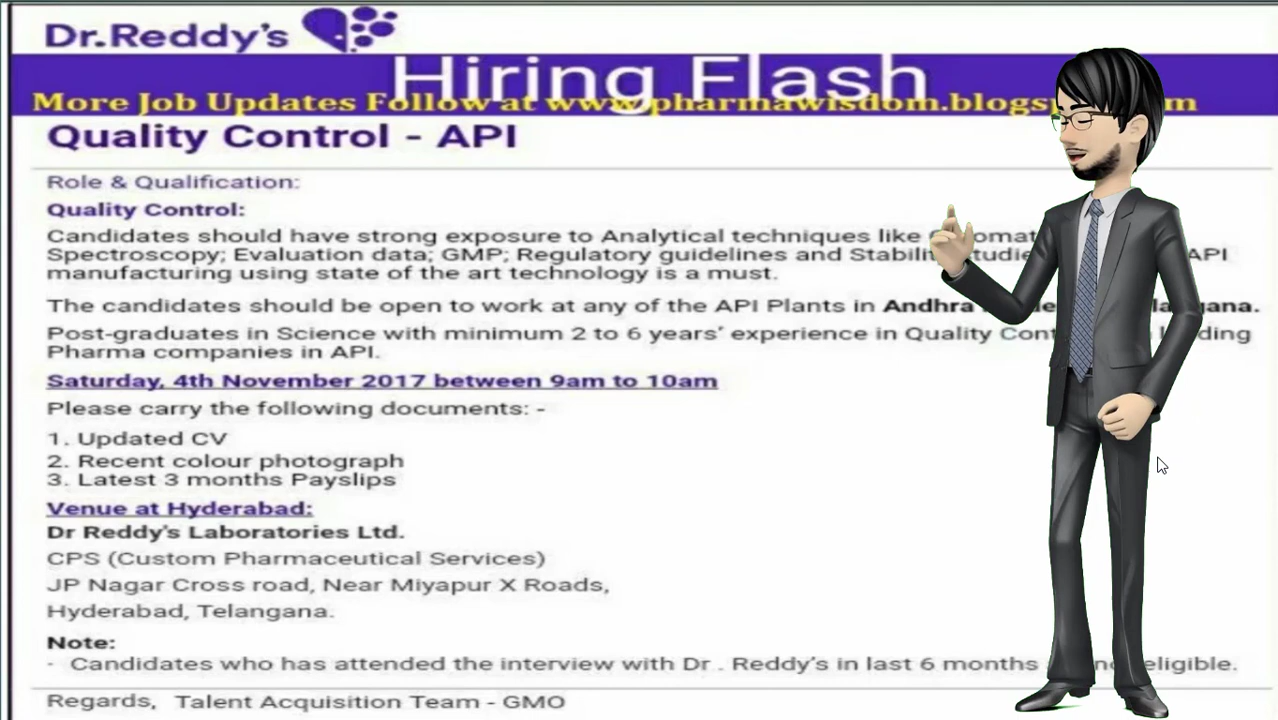 Dr.Reddy's
Hiring Flash
More Job Updates Follow at www.pharmawisdom.blogsp
Quality Control - API
Role & Qualification:
Quality Control:
Candidates should have strong exposure to Analytical techniques like
Spectroscopy; Evaluation data; GMP; Regulatory guidelines and API
manufacturing using state of the art technology is a must.
The candidates should be open to work at any of the API Plants in Andhra
Post-graduates in Science with minimum 2 to 6 years' experience in Quality
Pharma companies in API.
Saturday, 4th November 2017 between 9am to 10am
Please carry the following documents: -
1. Updated CV
2. Recent colour photograph
3. Latest 3 months Payslips
Venue at Hyderabad:
Dr Reddy's Laboratories Ltd.
CPS (Custom Pharmaceutical Services)
JP Nagar Cross road, Near Miyapur X Roads,
Hyderabad, Telangana.
Note:
- Candidates who has attended the interview with Dr . Reddy's in last 6 months eligible.
Regards, Talent Acquisition Team - GMO